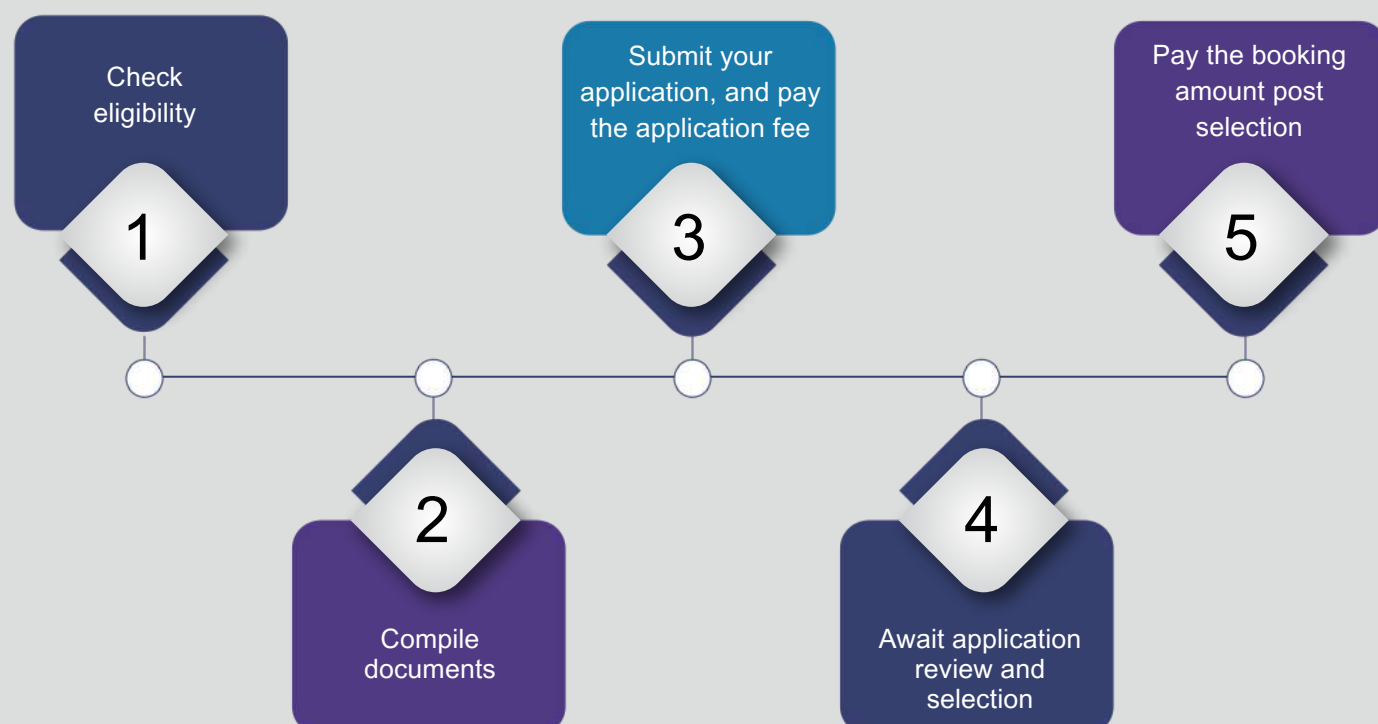 Check
eligibility
1
2
Compile
documents
Submit your
application, and pay
the application fee
3
4
Await application
review and
selection
Pay the booking
amount post
selection
5